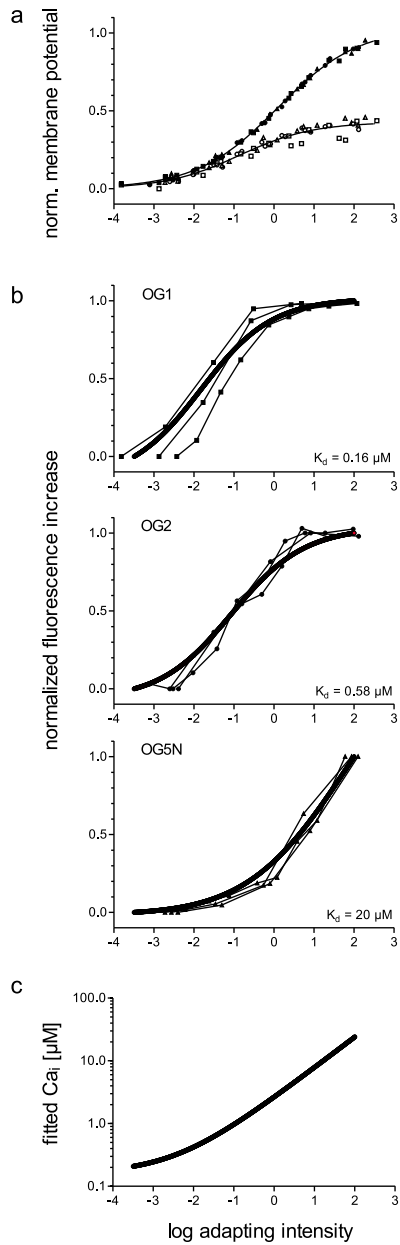 a
norm. membrane potential
1.0
0.5
0.0
-4 -3 -2 -1 0 1 2 3
b
normalized fluorescence increase
OG1
1.0
0.5
0.0
K_d = 0.16 µM
-4 -3 -2 -1 0 1 2 3
OG2
1.0
0.5
0.0
K_d = 0.58 µM
-4 -3 -2 -1 0 1 2 3
OG5N
1.0
0.5
0.0
K_d = 20 µM
-4 -3 -2 -1 0 1 2 3
c
fitted Ca_i [µM]
100.0
10.0
1.0
0.1
-4 -3 -2 -1 0 1 2 3
log adapting intensity